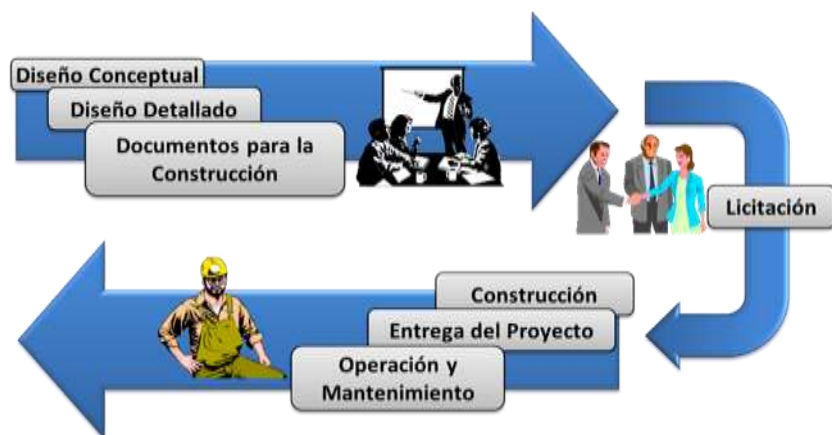 Diseño Conceptual
Diseño Detallado
Documentos para la
Construcción
Licitación
Construcción
Entrega del Proyecto
Operación y
Mantenimiento